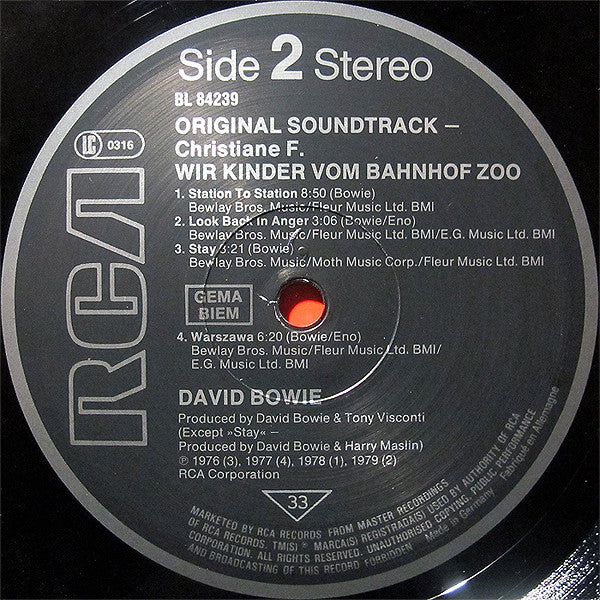 Side 2 Stereo
BL 84239
ORIGINAL SOUNDTRACK –
Christiane F.
WIR KINDER VOM BAHNHOF ZOO
LC 0316
RCA
1. Station To Station 8:50 (Bowie)
Bewlay Bros. Music/Fleur Music Ltd. BMI
2. Look Back In Anger 3:06 (Bowie/Eno)
Bewlay Bros. Music/Fleur Music Ltd. BMI/E.G. Music Ltd. BMI
3. Stay 3:21 (Bowie)
Bewlay Bros. Music/Moth Music Corp./Fleur Music Ltd. BMI
GEMA
BIEM
4. Warszawa 6:20 (Bowie/Eno)
Bewlay Bros. Music/Fleur Music Ltd. BMI/
E.G. Music Ltd. BMI
DAVID BOWIE
Produced by David Bowie & Tony Visconti
(Except »Stay« –
Produced by David Bowie & Harry Maslin)
℗ 1976 (3), 1977 (4), 1978 (1), 1979 (2)
RCA Corporation
33
MARKETED BY RCA RECORDS FROM MASTER RECORDINGS
OF RCA RECORDS. TM(S) ® MARCA(S) REGISTRADA(S) USED BY AUTHORITY OF RCA
CORPORATION. ALL RIGHTS RESERVED. UNAUTHORISED COPYING, PUBLIC PERFORMANCE
AND BROADCASTING OF THIS RECORD FORBIDDEN
Made in Germany Fabriqué en Allemagne